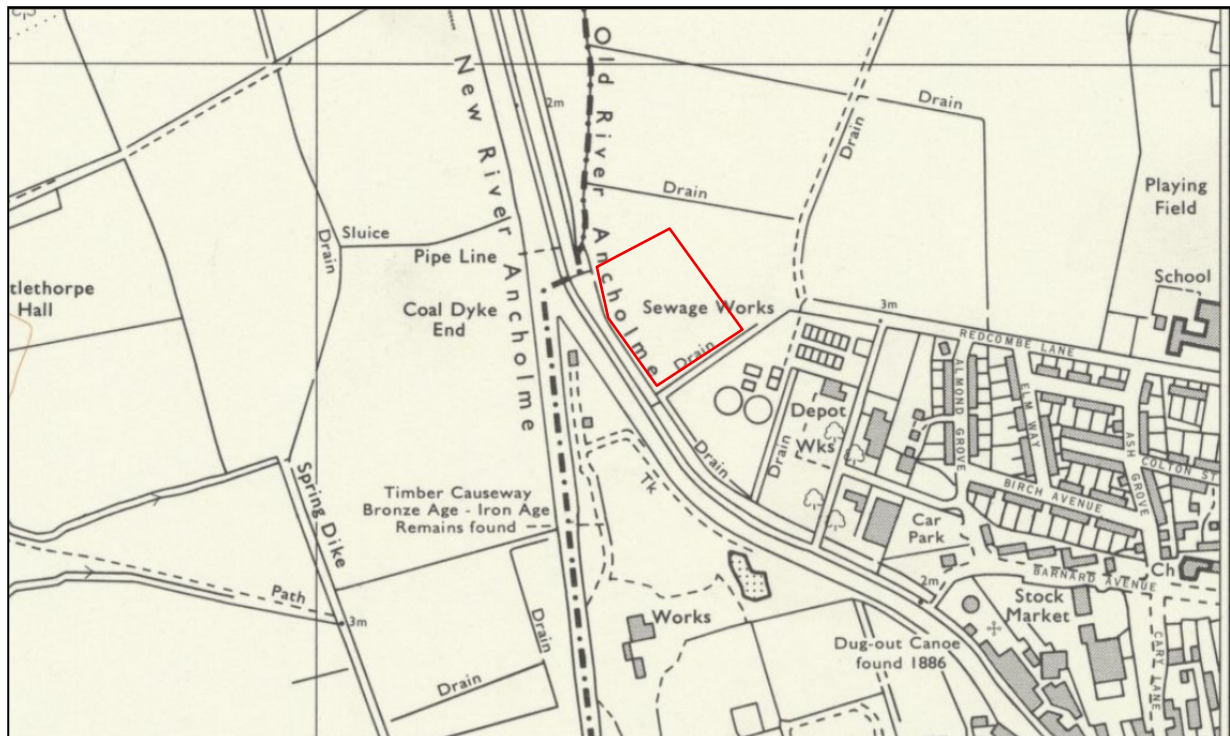 New River Ancholme
Old River Ancholme
2m
Drain
Drain
Drain
Playing
Field
Sluice
Drain
Pipe Line
tlethorpe
Hall
Coal Dyke
End
Sewage Works
School
3m
REDCOMBE LANE
Drain
ALMOND GROVE
ELM WAY
ASH GROVE
COLTON ST
Depot
Wks
Drain
Drain
BIRCH AVENUE
Tk
Timber Causeway
Bronze Age - Iron Age
Remains found
Spring Dike
Car
Park
BARNARD AVENUE
Ch
Path
3m
2m
Stock
Market
Works
Drain
Drain
Dug-out Canoe
found 1886
CARY LANE